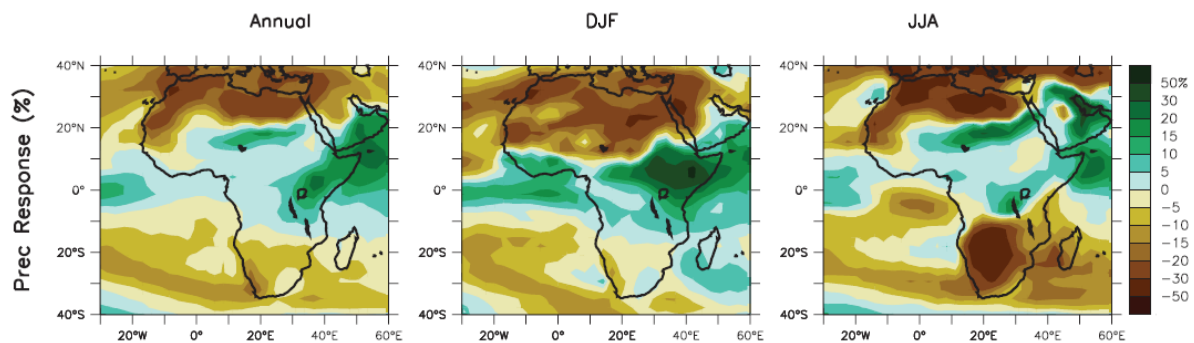 Annual DJF JJA
Prec Response (%)
40°N 40°N 40°N
20°N 20°N 20°N
0° 0° 0°
20°S 20°S 20°S
40°S 40°S 40°S
20°W 0° 20°E 40°E 60°E 20°W 0° 20°E 40°E 60°E 20°W 0° 20°E 40°E 60°E
50%
30
20
15
10
5
0
−5
−10
−15
−20
−30
−50